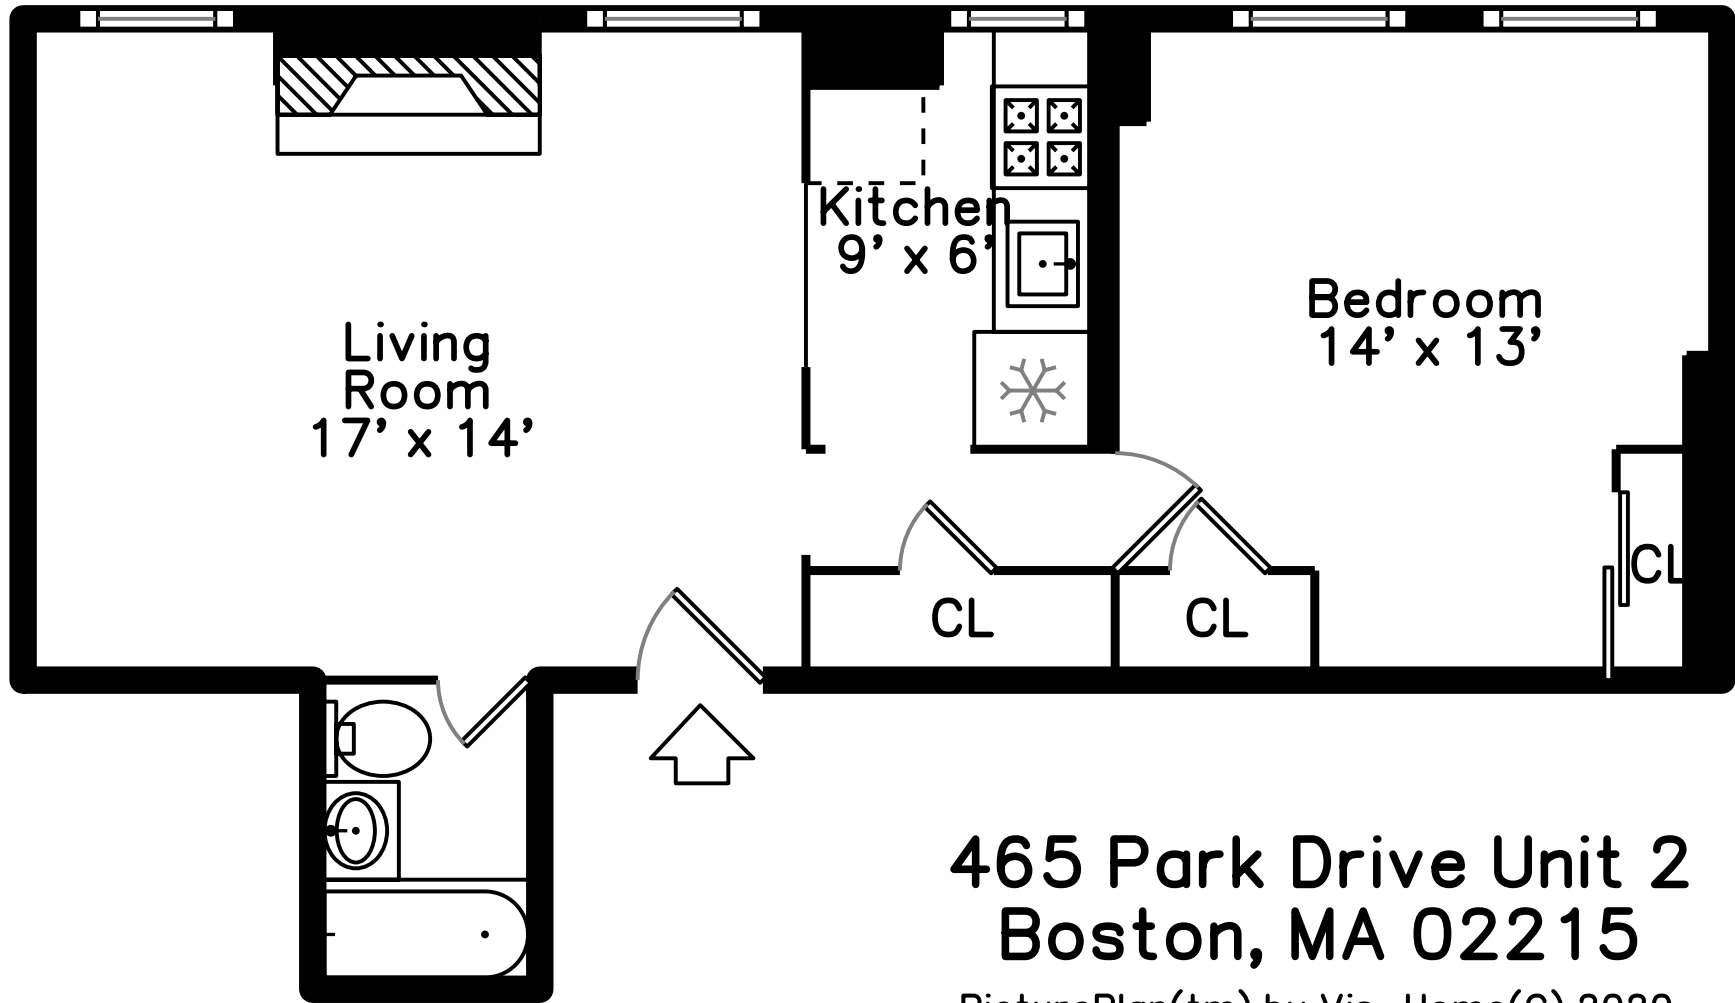 Kitchen
9' x 6'
Living
Room
17' x 14'
Bedroom
14' x 13'
CL
CL
CL
465 Park Drive Unit 2
Boston, MA 02215